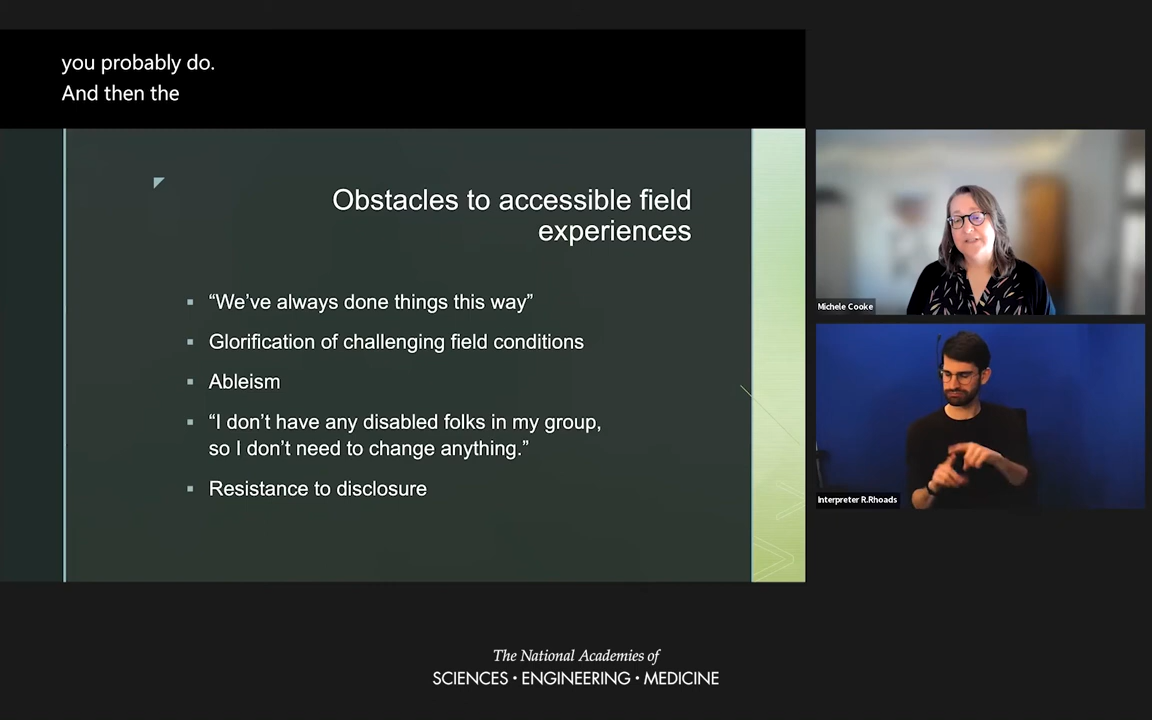 you probably do.
And then the
Obstacles to accessible field
experiences
▪ “We’ve always done things this way”
▪ Glorification of challenging field conditions
▪ Ableism
▪ “I don’t have any disabled folks in my group,
so I don’t need to change anything.”
▪ Resistance to disclosure
Michele Cooke
Interpreter R.Rhoads
The National Academies of
SCIENCES • ENGINEERING • MEDICINE